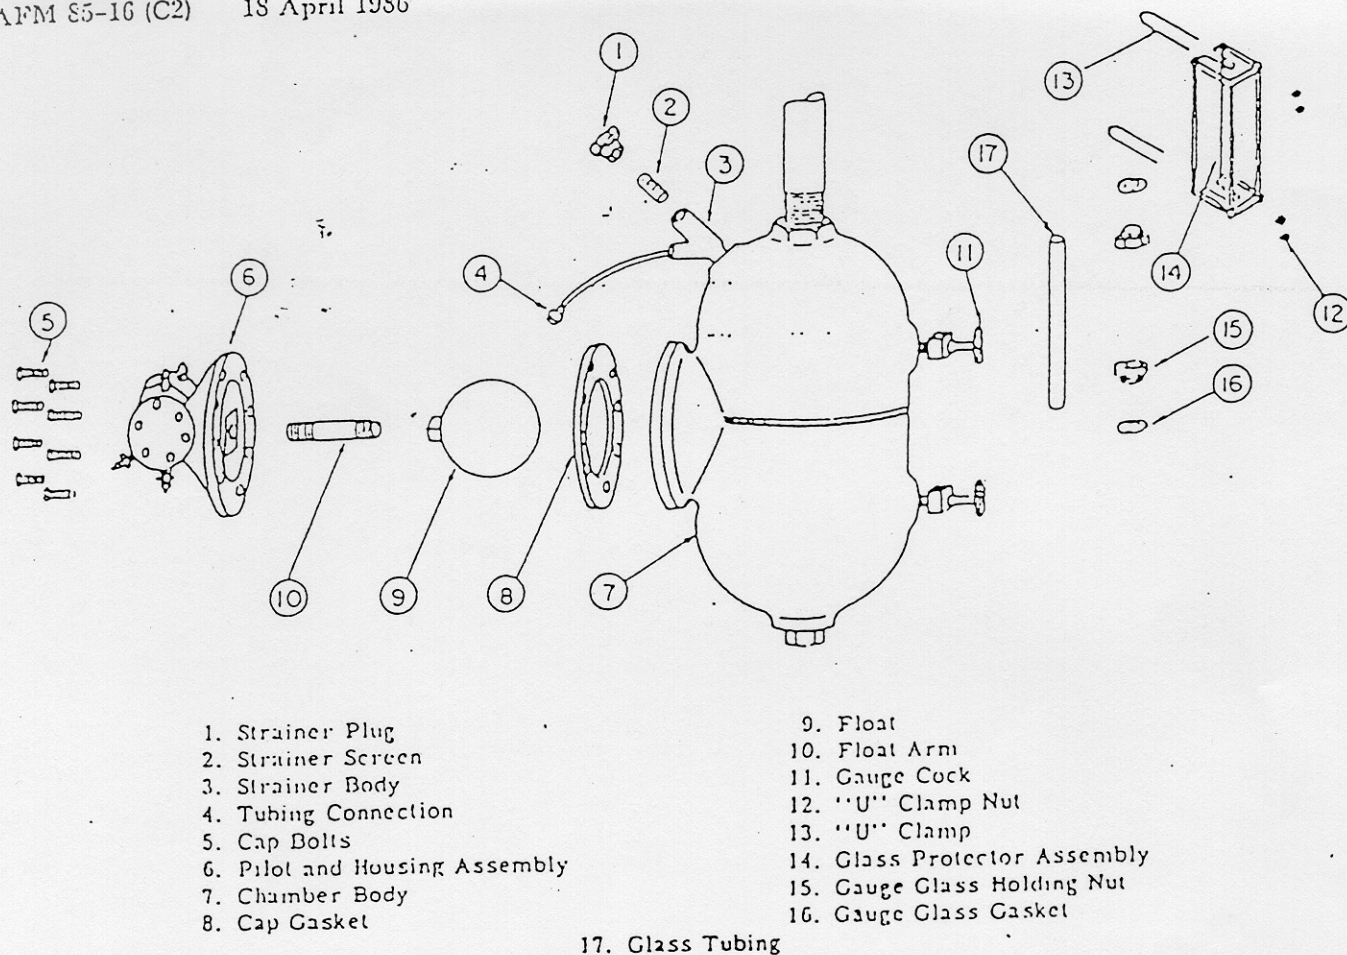 AFM 85-16 (C2) 18 April 1986
1
2
3
4
5
6
7
8
9
10
11
12
13
14
15
16
17
1. Strainer Plug
2. Strainer Screen
3. Strainer Body
4. Tubing Connection
5. Cap Bolts
6. Pilot and Housing Assembly
7. Chamber Body
8. Cap Gasket
9. Float
10. Float Arm
11. Gauge Cock
12. "U" Clamp Nut
13. "U" Clamp
14. Glass Protector Assembly
15. Gauge Glass Holding Nut
16. Gauge Glass Gasket
17. Glass Tubing